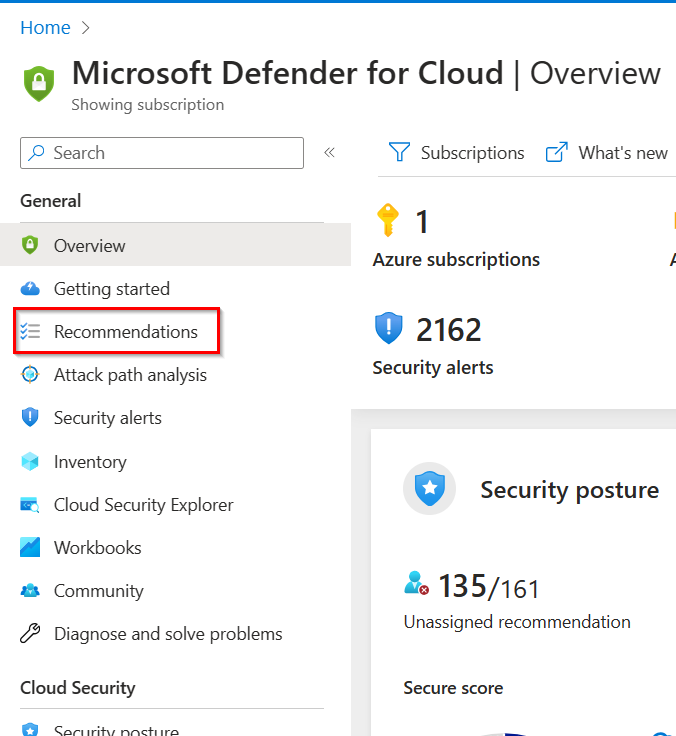 Home
Microsoft Defender for Cloud | Overview
Showing subscription
Search
Subscriptions
What's new
General
Overview
Getting started
Recommendations
Attack path analysis
Security alerts
Inventory
Cloud Security Explorer
Workbooks
Community
Diagnose and solve problems
Cloud Security
Security posture
1
Azure subscriptions
2162
Security alerts
Security posture
135/161
Unassigned recommendation
Secure score